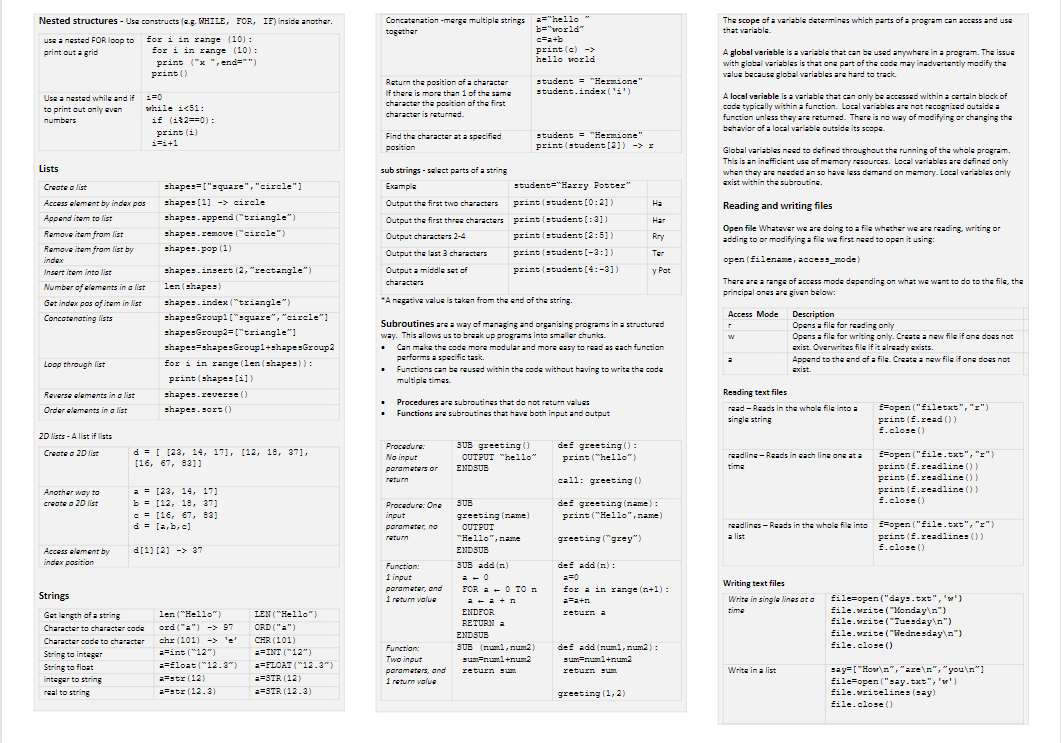 Nested structures - Use constructs (e.g. WHILE, FOR, IF) inside another.
use a nested FOR loop to
print out a grid
for i in range (10):
for i in range (10):
print ("x ",end="")
print()
Use a nested while and if
to print out only even
numbers
i=0
while i<51:
if (i%2==0):
print(i)
i=i+1
Lists
Create a list
shapes=["square","circle"]
Access element by index pos
shapes[1] -> circle
Append item to list
shapes.append("triangle")
Remove item from list
shapes.remove("circle")
Remove item from list by
index
shapes.pop(1)
Insert item into list
shapes.insert(2,"rectangle")
Number of elements in a list
len(shapes)
Get index pos of item in list
shapes.index("triangle")
Concatenating lists
shapesGroup1["square","circle"]
shapesGroup2=["triangle"]
shapes=shapesGroup1+shapesGroup2
Loop through list
for i in range(len(shapes)):
print(shapes[i])
Reverse elements in a list
shapes.reverse()
Order elements in a list
shapes.sort()
2D lists - A list if lists
Create a 2D list
d = [ [23, 14, 17], [12, 18, 37],
[16, 67, 83]]
Another way to
create a 2D list
a = [23, 14, 17]
b = [12, 18, 37]
c = [16, 67, 83]
d = [a,b,c]
Access element by
index position
d[1][2] -> 37
Strings
Get length of a string
len("Hello")
LEN("Hello")
Character to character code
ord("a") -> 97
ORD("a")
Character code to character
chr(101) -> 'e'
CHR(101)
String to integer
a=int("12")
a=INT("12")
String to float
a=float("12.3")
a=FLOAT("12.3")
integer to string
a=str(12)
a=STR(12)
real to string
a=str(12.3)
a=STR(12.3)
Concatenation -merge multiple strings
together
a="hello "
b="world"
c=a+b
print(c) ->
hello world
Return the position of a character
If there is more than 1 of the same
character the position of the first
character is returned.
student = "Hermione"
student.index('i')
Find the character at a specified
position
student = "Hermione"
print(student[2]) -> r
sub strings - select parts of a string
Example
student="Harry Potter"
Output the first two characters
print(student[0:2])
Ha
Output the first three characters
print(student[:3])
Har
Output characters 2-4
print(student[2:5])
Rry
Output the last 3 characters
print(student[-3:])
Ter
Output a middle set of
characters
print(student[4:-3])
y Pot
*A negative value is taken from the end of the string.
Subroutines are a way of managing and organising programs in a structured
way. This allows us to break up programs into smaller chunks.
• Can make the code more modular and more easy to read as each function
performs a specific task.
• Functions can be reused within the code without having to write the code
multiple times.
• Procedures are subroutines that do not return values
• Functions are subroutines that have both input and output
Procedure:
No input
parameters or
return
SUB greeting()
OUTPUT "hello"
ENDSUB
def greeting():
print("hello")
call: greeting()
Procedure: One
input
parameter, no
return
SUB
greeting(name)
OUTPUT
"Hello",name
ENDSUB
def greeting(name):
print("Hello",name)
greeting("grey")
Function:
1 input
parameter, and
1 return value
SUB add(n)
a ← 0
FOR a ← 0 TO n
a ← a + n
ENDFOR
RETURN a
ENDSUB
def add(n):
a=0
for a in range(n+1):
a=a+n
return a
Function:
Two input
parameters, and
1 return value
SUB (num1,num2)
sum=num1+num2
return sum
def add(num1,num2):
sum=num1+num2
return sum
greeting(1,2)
The scope of a variable determines which parts of a program can access and use
that variable.
A global variable is a variable that can be used anywhere in a program. The issue
with global variables is that one part of the code may inadvertently modify the
value because global variables are hard to track.
A local variable is a variable that can only be accessed within a certain block of
code typically within a function. Local variables are not recognized outside a
function unless they are returned. There is no way of modifying or changing the
behavior of a local variable outside its scope.
Global variables need to defined throughout the running of the whole program.
This is an inefficient use of memory resources. Local variables are defined only
when they are needed an so have less demand on memory. Local variables only
exist within the subroutine.
Reading and writing files
Open file Whatever we are doing to a file whether we are reading, writing or
adding to or modifying a file we first need to open it using:
open(filename,access_mode)
There are a range of access mode depending on what we want to do to the file, the
principal ones are given below:
Access Mode
Description
r
Opens a file for reading only
w
Opens a file for writing only. Create a new file if one does not
exist. Overwrites file if it already exists.
a
Append to the end of a file. Create a new file if one does not
exist.
Reading text files
read – Reads in the whole file into a
single string
f=open("filetxt","r")
print(f.read())
f.close()
readline – Reads in each line one at a
time
f=open("file.txt","r")
print(f.readline())
print(f.readline())
print(f.readline())
f.close()
readlines – Reads in the whole file into
a list
f=open("file.txt","r")
print(f.readlines())
f.close()
Writing text files
Write in single lines at a
time
file=open("days.txt",'w')
file.write("Monday\n")
file.write("Tuesday\n")
file.write("Wednesday\n")
file.close()
Write in a list
say=["How\n","are\n","you\n"]
file=open("say.txt",'w')
file.writelines(say)
file.close()